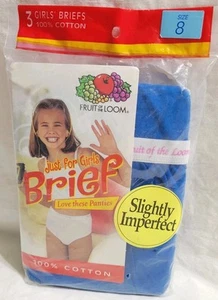 3 GIRLS' BRIEFS
100% COTTON
SIZE
8
FRUIT OF THE LOOM®
Just for Girls
Brief
Love these Panties
100% COTTON
Fruit of the Loom
Slightly
Imperfect